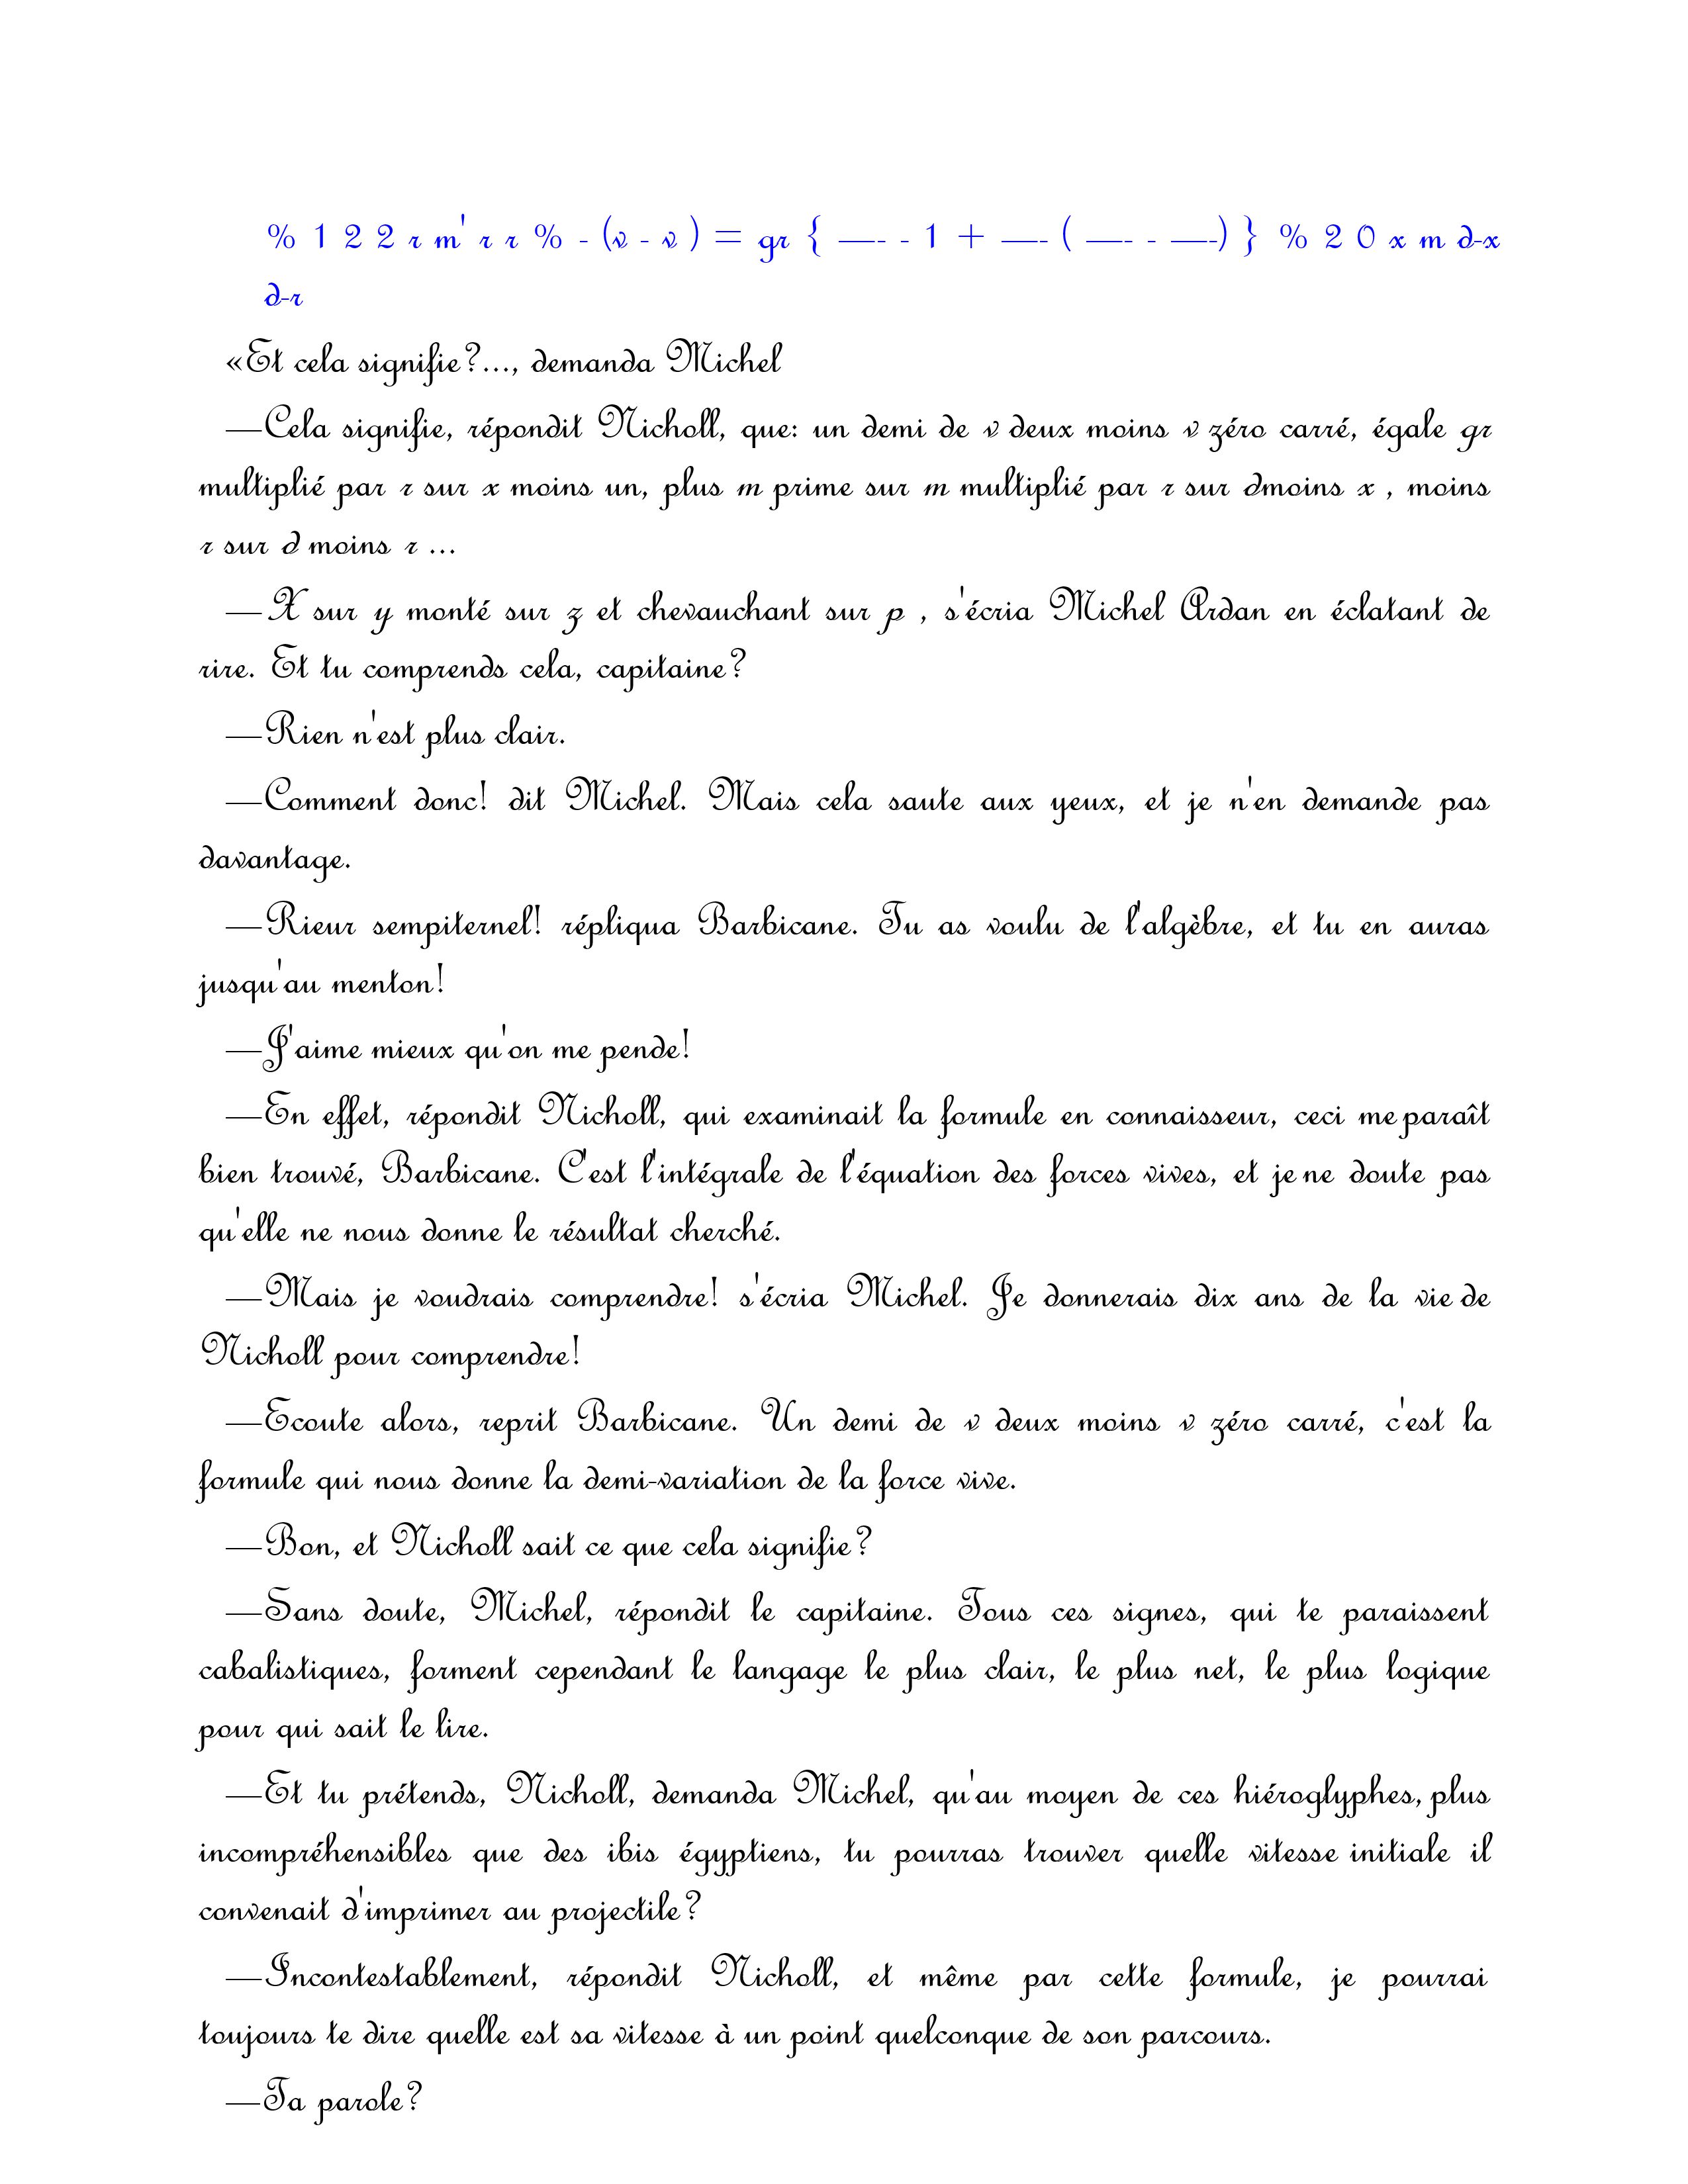 % 1 2 2 r m' r r % - (v - v ) = gr { —- - 1 + —- ( —- - —-) } % 2 0 x m d-x
d-r
«Et cela signifie?..., demanda Michel
—Cela signifie, répondit Nicholl, que: un demi de v deux moins v zéro carré, égale gr
multiplié par r sur x moins un, plus m prime sur m multiplié par r sur dmoins x , moins
r sur d moins r ...
— X sur y monté sur z et chevauchant sur p , s'écria Michel Ardan en éclatant de
rire. Et tu comprends cela, capitaine?
—Rien n'est plus clair.
—Comment donc! dit Michel. Mais cela saute aux yeux, et je n'en demande pas
davantage.
—Rieur sempiternel! répliqua Barbicane. Tu as voulu de l'algèbre, et tu en auras
jusqu'au menton!
—J'aime mieux qu'on me pende!
—En effet, répondit Nicholl, qui examinait la formule en connaisseur, ceci me paraît
bien trouvé, Barbicane. C'est l'intégrale de l'équation des forces vives, et je ne doute pas
qu'elle ne nous donne le résultat cherché.
—Mais je voudrais comprendre! s'écria Michel. Je donnerais dix ans de la vie de
Nicholl pour comprendre!
—Ecoute alors, reprit Barbicane. Un demi de v deux moins v zéro carré, c'est la
formule qui nous donne la demi-variation de la force vive.
—Bon, et Nicholl sait ce que cela signifie?
—Sans doute, Michel, répondit le capitaine. Tous ces signes, qui te paraissent
cabalistiques, forment cependant le langage le plus clair, le plus net, le plus logique
pour qui sait le lire.
—Et tu prétends, Nicholl, demanda Michel, qu'au moyen de ces hiéroglyphes, plus
incompréhensibles que des ibis égyptiens, tu pourras trouver quelle vitesse initiale il
convenait d'imprimer au projectile?
—Incontestablement, répondit Nicholl, et même par cette formule, je pourrai
toujours te dire quelle est sa vitesse à un point quelconque de son parcours.
—Ta parole?